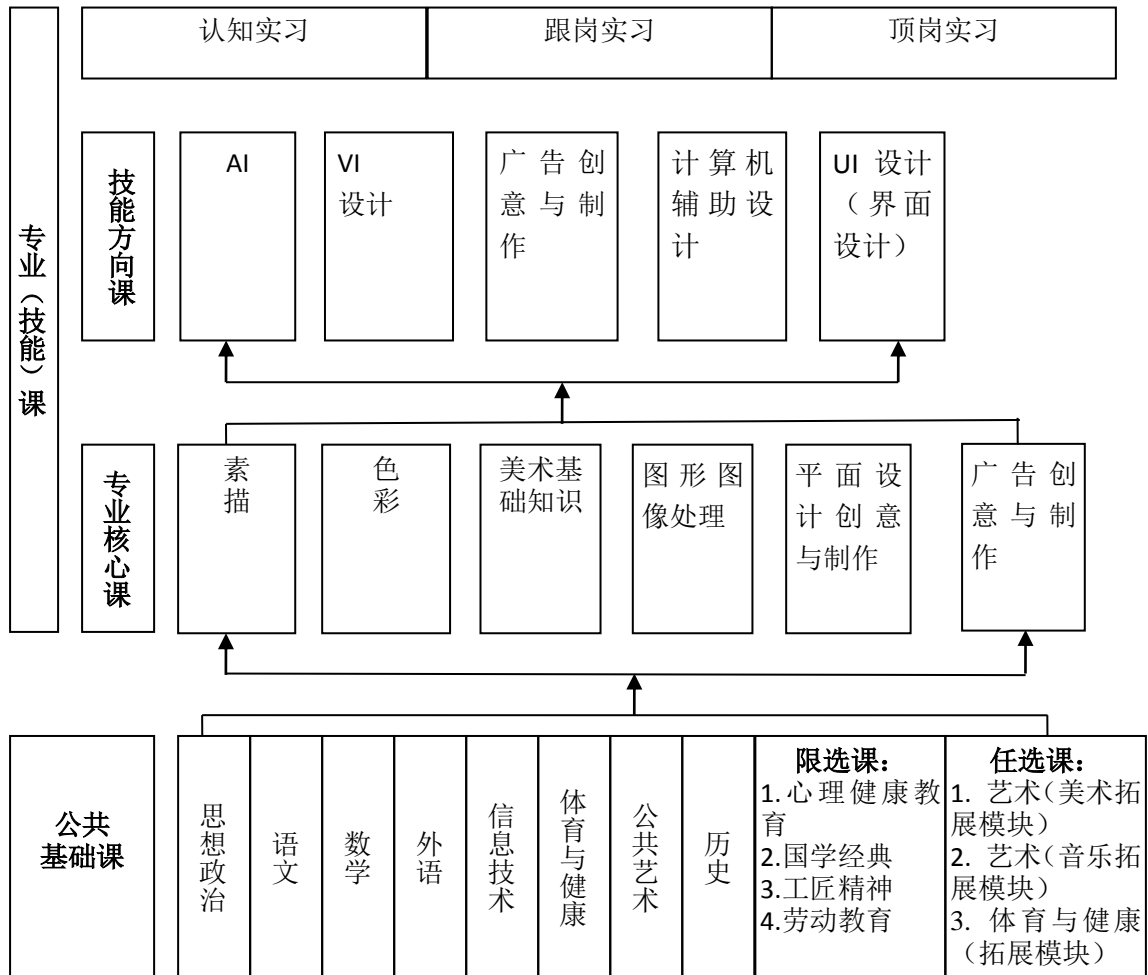 认知实习
跟岗实习
顶岗实习
专业（技能）课
技能方向课
AI
VI
设计
广告创
意与制
作
计算机
辅助设
计
UI 设计
（界面
设计）
专业核心课
素
描
色
彩
美术基
础知识
图形图
像处理
平面设
计创意
与制作
广告创
意与制
作
公共
基础课
思想政治
语文
数学
外语
信息技术
体育与健康
公共艺术
历史
限选课：
1.心理健康教
育
2.国学经典
3.工匠精神
4.劳动教育
任选课：
1. 艺术（美术拓
展模块）
2. 艺术（音乐拓
展模块）
3. 体育与健康
（拓展模块）